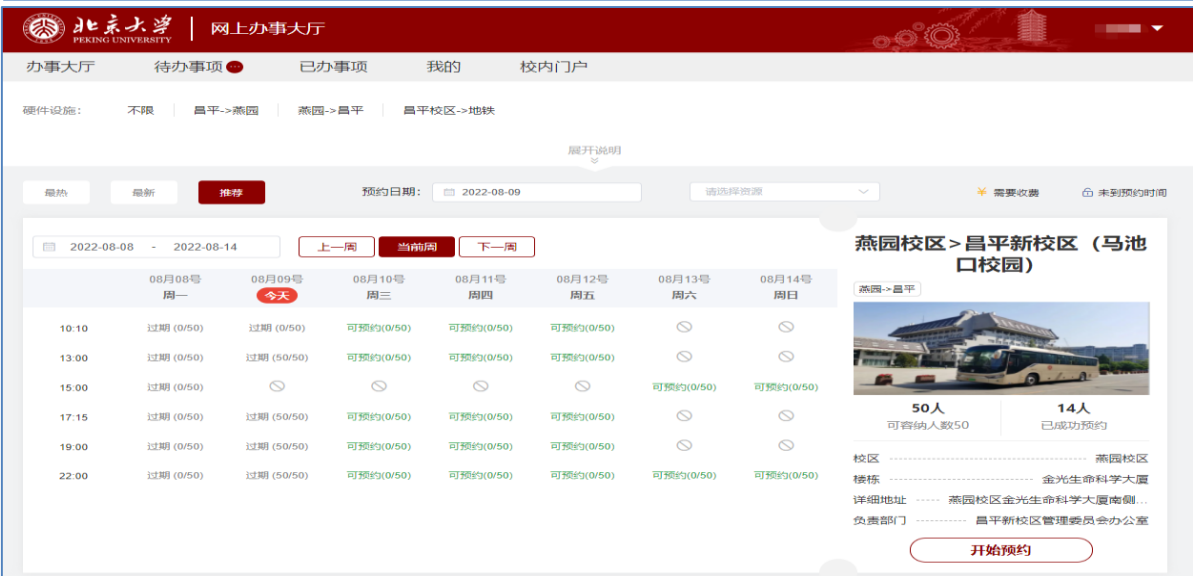 北京大学 PEKING UNIVERSITY 网上办事大厅
办事大厅 待办事项 已办事项 我的 校内门户
硬件设施: 不限 昌平->燕园 燕园->昌平 昌平校区->地铁
展开说明
最热 最新 推荐 预约日期: 2022-08-09 请选择资源 ¥ 需要收费 未到预约时间
2022-08-08 - 2022-08-14 上一周 当前周 下一周
08月08号 08月09号 08月10号 08月11号 08月12号 08月13号 08月14号
周一 今天 周三 周四 周五 周六 周日
10:10 过期 (0/50) 过期 (0/50) 可预约(0/50) 可预约(0/50) 可预约(0/50)
13:00 过期 (0/50) 过期 (50/50) 可预约(0/50) 可预约(0/50) 可预约(0/50)
15:00 过期 (0/50) 可预约(0/50) 可预约(0/50)
17:15 过期 (0/50) 过期 (50/50) 可预约(0/50) 可预约(0/50) 可预约(0/50)
19:00 过期 (0/50) 过期 (50/50) 可预约(0/50) 可预约(0/50) 可预约(0/50)
22:00 过期 (0/50) 过期 (50/50) 可预约(0/50) 可预约(0/50) 可预约(0/50) 可预约(0/50) 可预约(0/50)
燕园校区>昌平新校区（马池
口校园）
燕园->昌平
50人 14人
可容纳人数50 已成功预约
校区 燕园校区
楼栋 金光生命科学大厦
详细地址 燕园校区金光生命科学大厦南侧...
负责部门 昌平新校区管理委员会办公室
开始预约